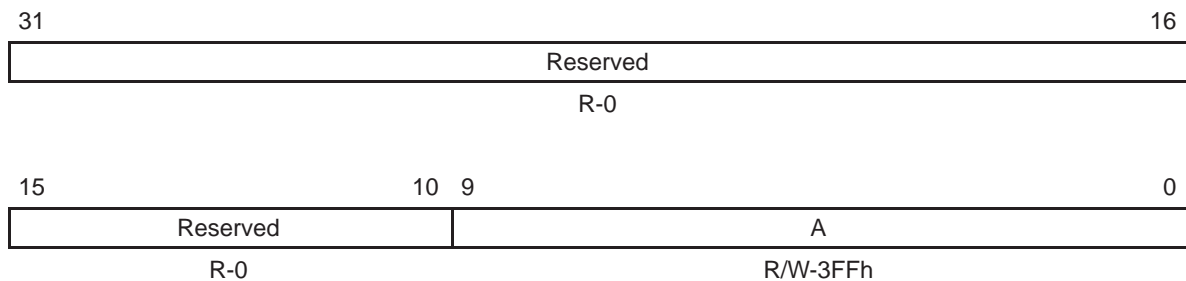 31 16
Reserved
R-0
15 10 9 0
Reserved A
R-0 R/W-3FFh